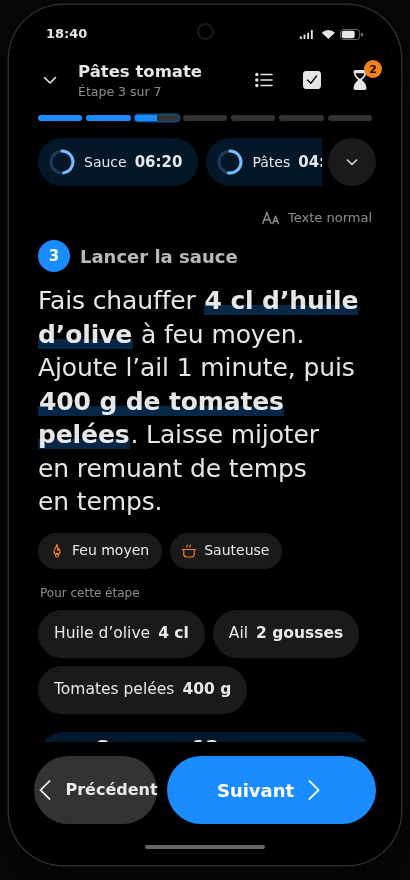 18:40
Pâtes tomate
Étape 3 sur 7
2
Sauce 06:20
Pâtes 04:
Texte normal
3 Lancer la sauce
Fais chauffer 4 cl d’huile
d’olive à feu moyen.
Ajoute l’ail 1 minute, puis
400 g de tomates
pelées. Laisse mijoter
en remuant de temps
en temps.
Feu moyen
Sauteuse
Pour cette étape
Huile d’olive 4 cl
Ail 2 gousses
Tomates pelées 400 g
Précédent
Suivant